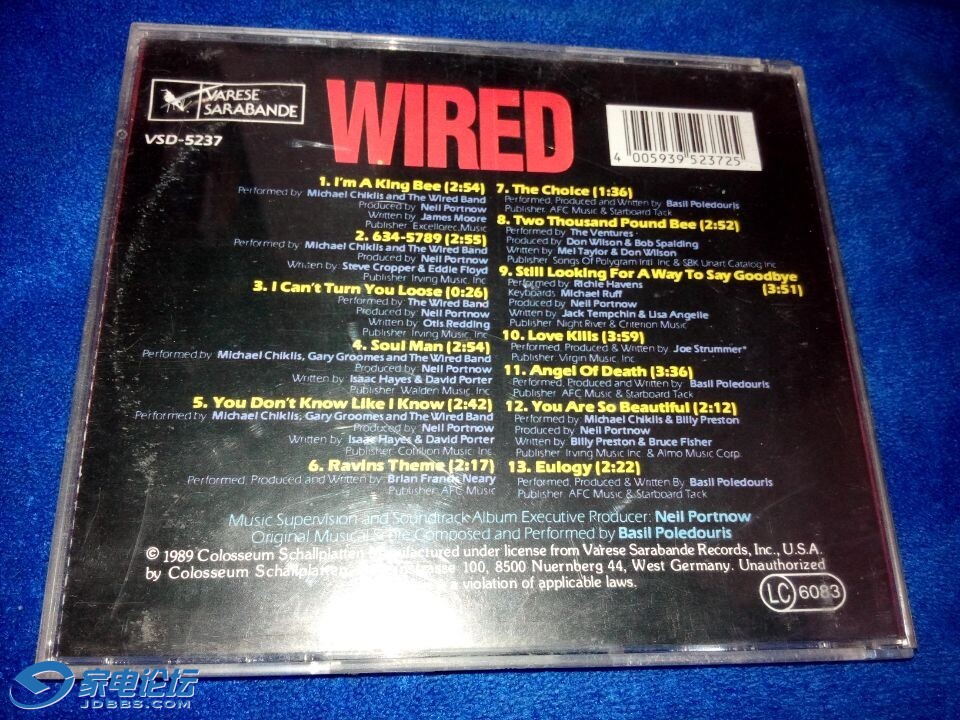 VARESE
SARABANDE
VSD-5237
WIRED
4 005939 523725
1. I'm A King Bee (2:54)
Performed by: Michael Chiklis and The Wired Band
Produced by: Neil Portnow
Written by: James Moore
Publisher: Excellorec Music
2. 634-5789 (2:55)
Performed by: Michael Chiklis and The Wired Band
Produced by: Neil Portnow
Written by: Steve Cropper & Eddie Floyd
Publisher: Irving Music, Inc
3. I Can't Turn You Loose (0:26)
Performed by: The Wired Band
Produced by: Neil Portnow
Written by: Otis Redding
Publisher: Irving Music, Inc
4. Soul Man (2:54)
Performed by: Michael Chiklis, Gary Groomes and The Wired Band
Produced by: Neil Portnow
Written by: Isaac Hayes & David Porter
Publisher: Walden Music, Inc
5. You Don't Know Like I Know (2:42)
Performed by: Michael Chiklis, Gary Groomes and The Wired Band
Produced by: Neil Portnow
Written by: Isaac Hayes & David Porter
Publisher: Cotillion Music, Inc.
6. Ravins Theme (2:17)
Performed, Produced and Written by: Brian Francis Neary
Publisher: AFC Music
7. The Choice (1:36)
Performed, Produced and Written by: Basil Poledouris
Publisher: AFC Music & Starboard Tack
8. Two Thousand Pound Bee (2:52)
Performed by: The Ventures
Produced by: Don Wilson & Bob Spalding
Written by: Mel Taylor & Don Wilson
Publisher: Songs Of Polygram Intl. Inc & SBK Unart Catalog Inc
9. Still Looking For A Way To Say Goodbye
(3:51)
Performed by: Richie Havens
Keyboards: Michael Ruff
Produced by: Neil Portnow
Written by: Jack Tempchin & Lisa Angelle
Publisher: Night River & Criterion Music
10. Love Kills (3:59)
Performed, Produced & Written by: Joe Strummer*
Publisher: Virgin Music, Inc.
11. Angel Of Death (3:36)
Performed, Produced and Written by: Basil Poledouris
Publisher: AFC Music & Starboard Tack
12. You Are So Beautiful (2:12)
Performed by: Michael Chiklis & Billy Preston
Produced by: Neil Portnow
Written by: Billy Preston & Bruce Fisher
Publisher: Irving Music Inc. & Almo Music Corp.
13. Eulogy (2:22)
Performed, Produced & Written By: Basil Poledouris
Publisher: AFC Music & Starboard Tack
Music Supervision and Soundtrack Album Executive Producer: Neil Portnow
Original Musical Composed and Performed by Basil Poledouris
© 1989 Colosseum Schallplatten Manufactured under license from Varese Sarabande Records, Inc., U.S.A.
by Colosseum 100, 8500 Nuernberg 44, West Germany. Unauthorized
a violation of applicable laws.
LC 6083
家电论坛
JDBBS.COM